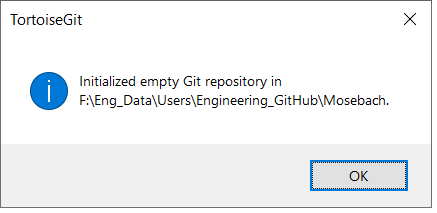 TortoiseGit
Initialized empty Git repository in
F:\Eng_Data\Users\Engineering_GitHub\Mosebach.
OK